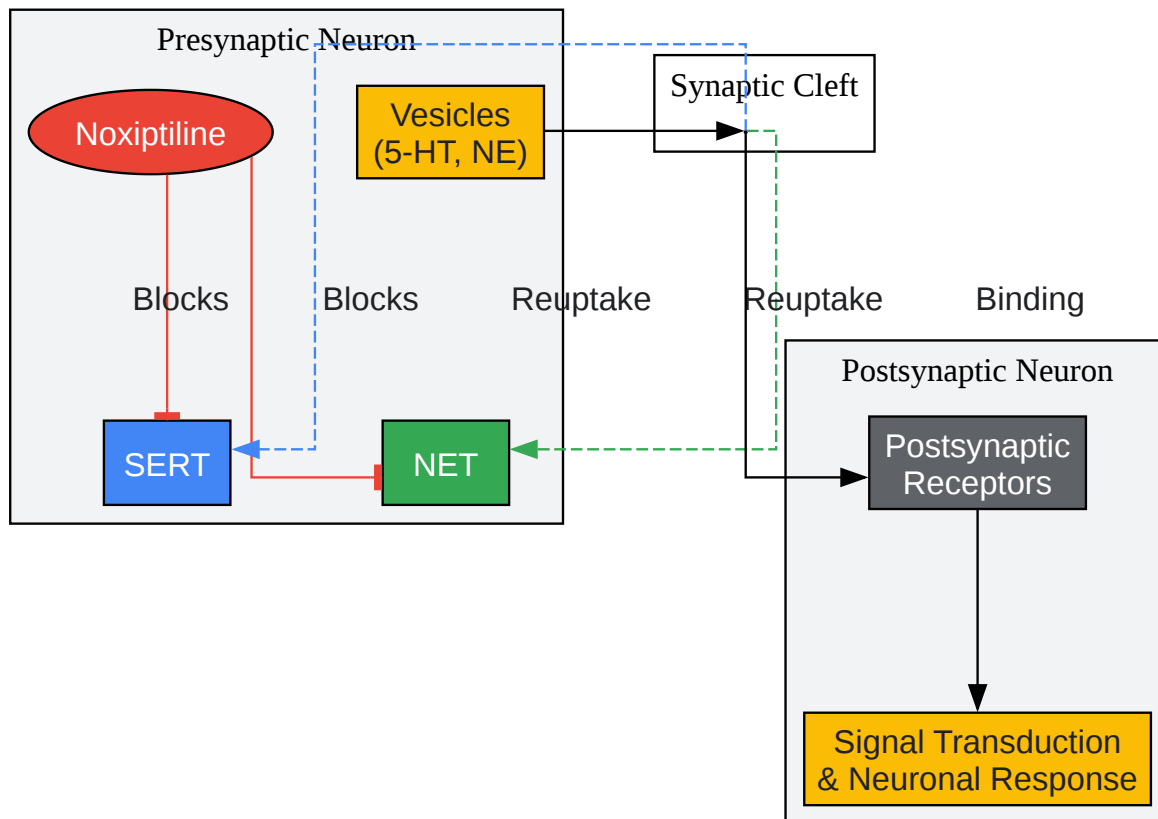 Presynaptic Neuron
Synaptic Cleft
Noxiptiline
Vesicles
(5-HT, NE)
Blocks
Blocks
Reuptake
Reuptake
Binding
Postsynaptic Neuron
SERT
NET
Postsynaptic
Receptors
Signal Transduction
& Neuronal Response